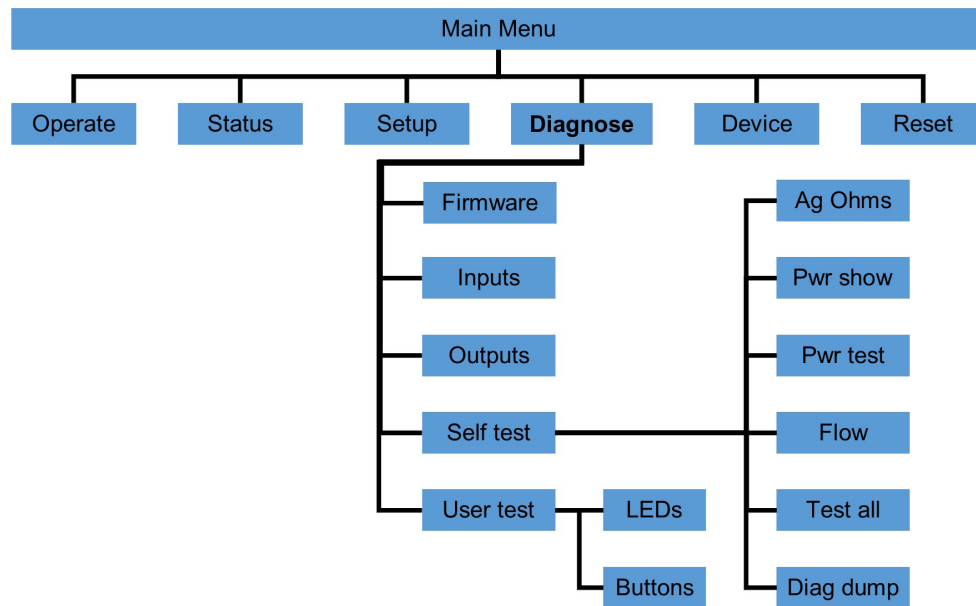 Main Menu
Operate
Status
Setup
Diagnose
Device
Reset
Firmware
Inputs
Outputs
Self test
User test
LEDs
Buttons
Ag Ohms
Pwr show
Pwr test
Flow
Test all
Diag dump